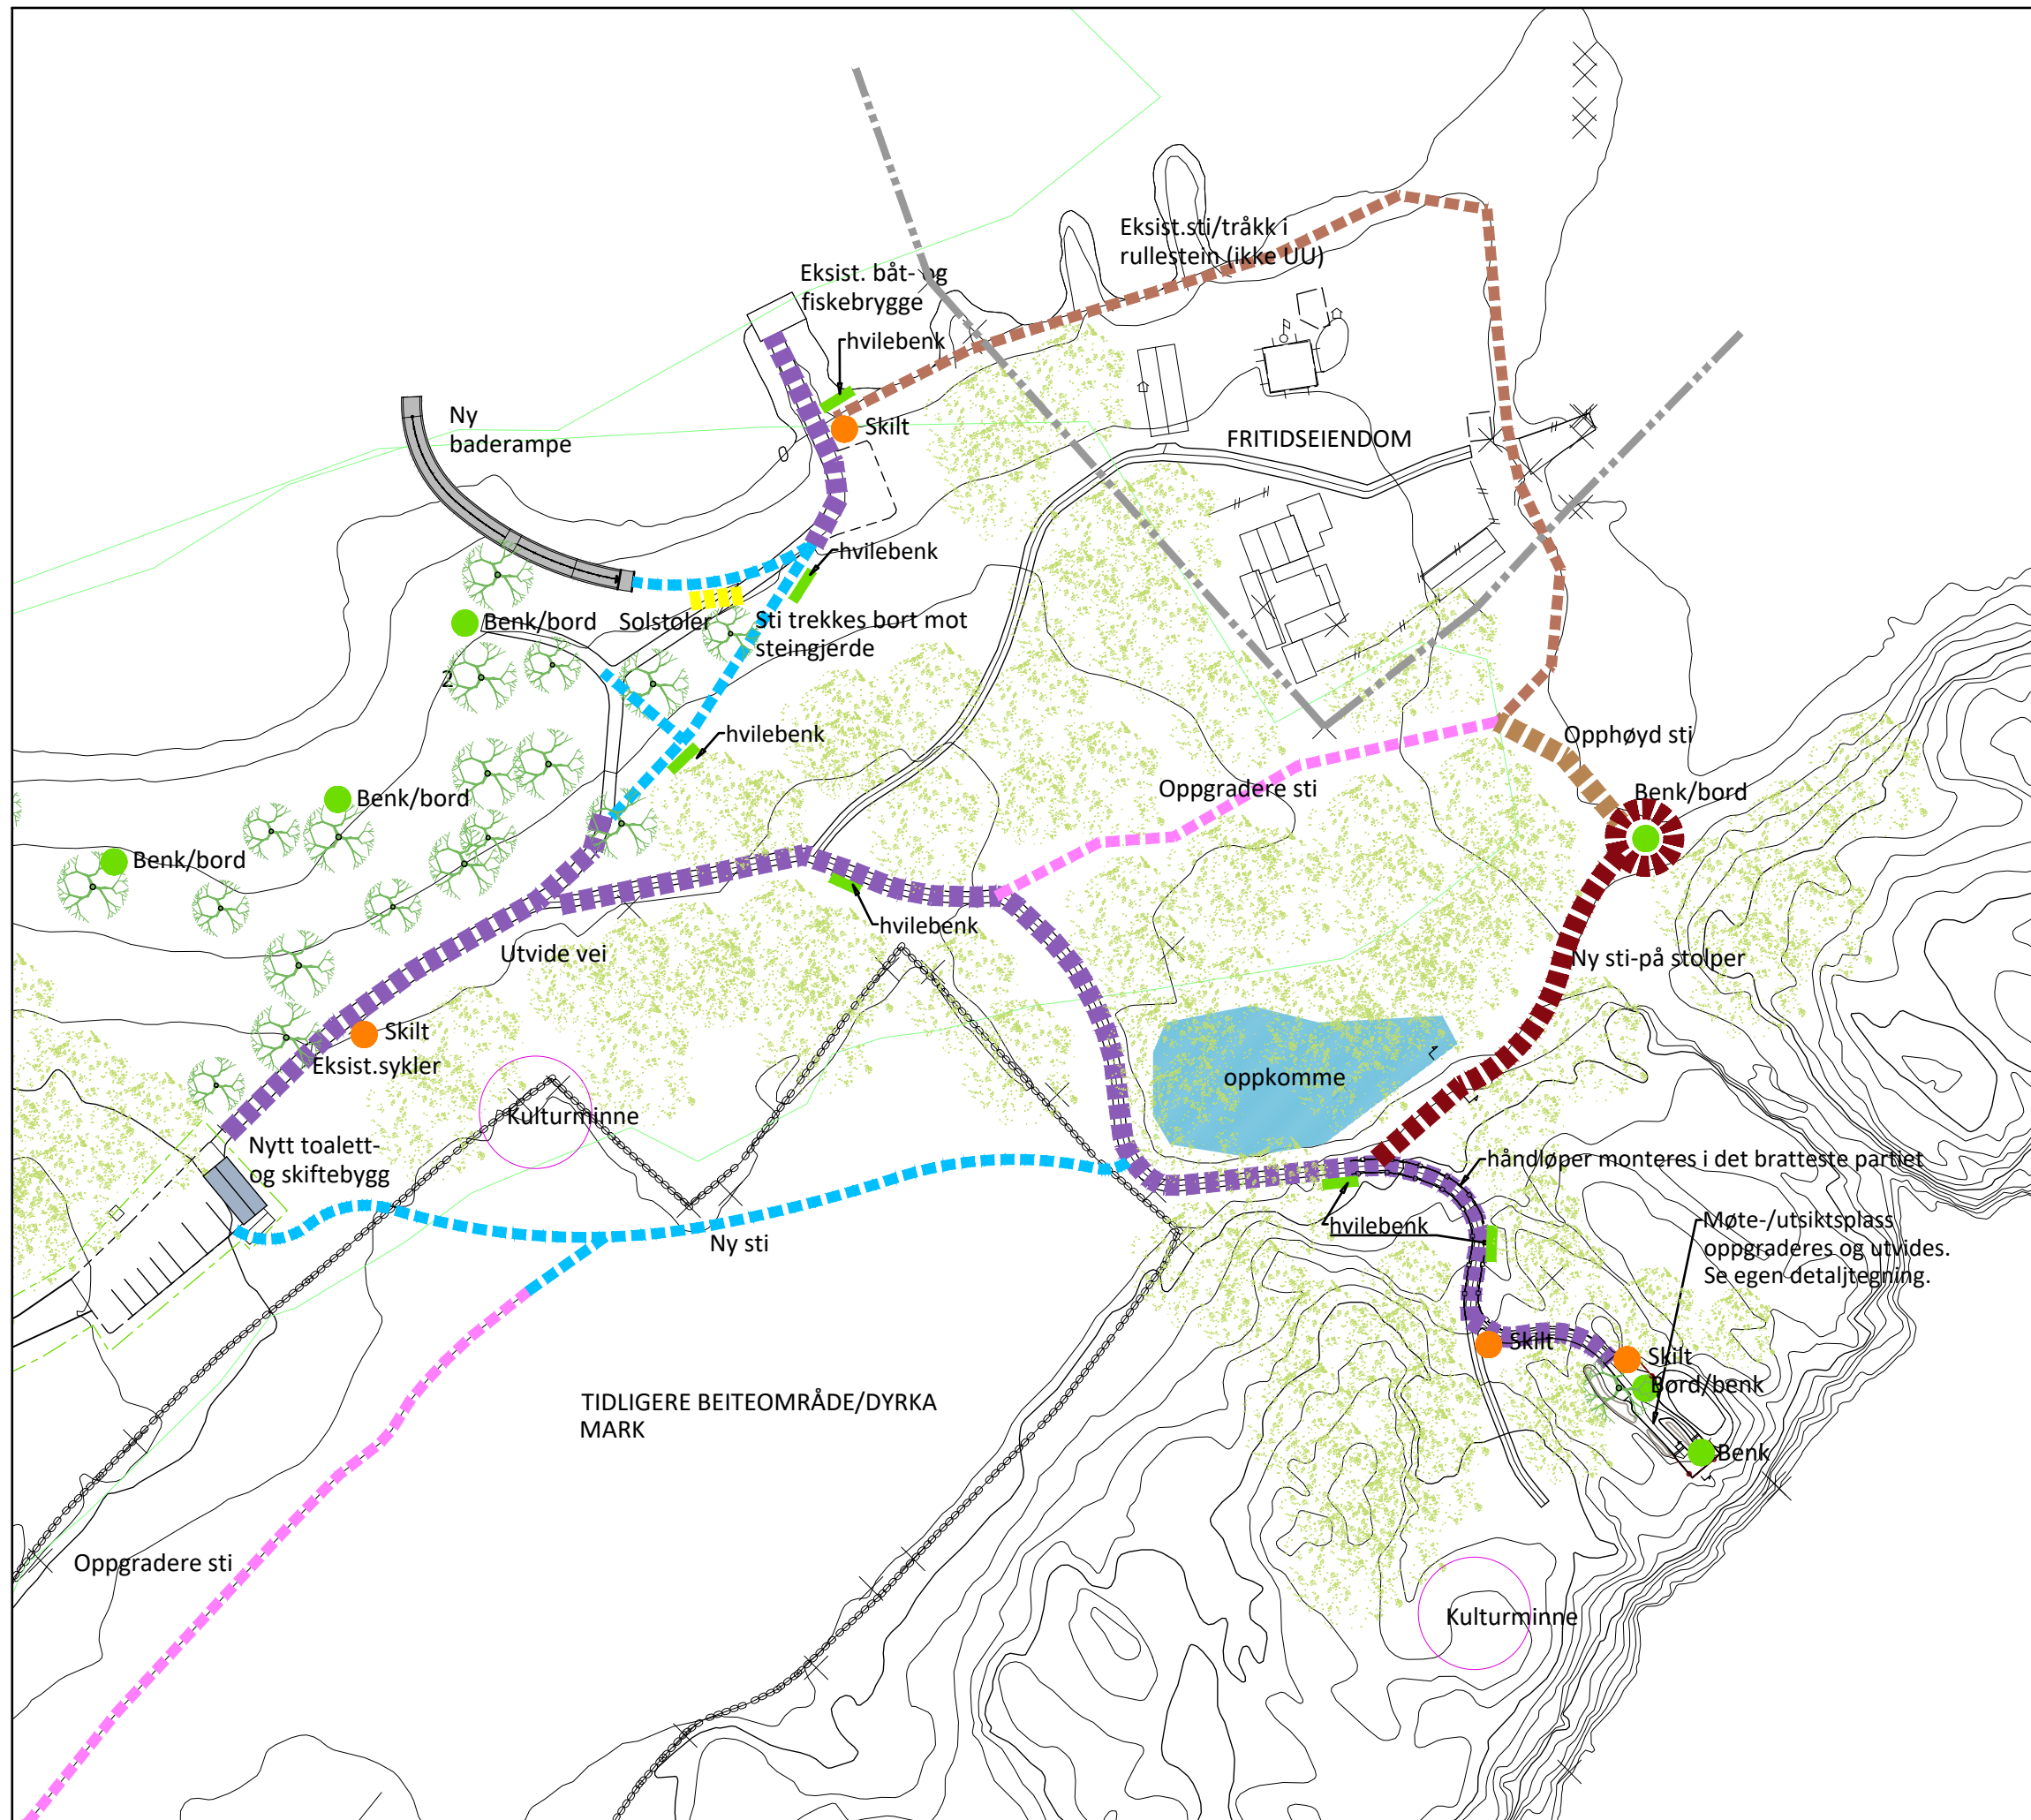 Eksist.sti/tråkk i
rullestein (ikke UU)
Eksist. båt- og
fiskebrygge
hvilebenk
Skilt
Ny
baderampe
FRITIDSEIENDOM
0
hvilebenk
Benk/bord
Solstoler
Sti trekkes bort mot
steingjerde
2
hvilebenk
Opphøyd sti
Oppgradere sti
Benk/bord
Benk/bord
Benk/bord
hvilebenk
Utvide vei
Ny sti-på stolper
Skilt
Eksist.sykler
oppkomme
Kulturminne
Nytt toalett-
og skiftebygg
håndløper monteres i det bratteste partiet
hvilebenk
Møte-/utsiktsplass
oppgraderes og utvides.
Se egen detaljtegning.
Ny sti
Skilt
Skilt
Bord/benk
TIDLIGERE BEITEOMRÅDE/DYRKA
MARK
Benk
Oppgradere sti
Kulturminne